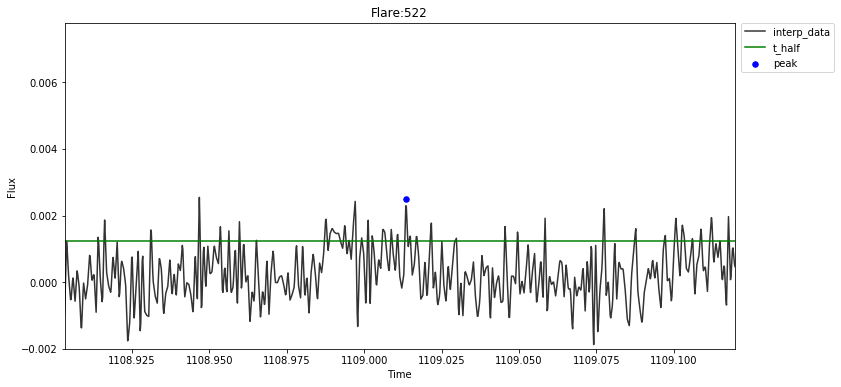 Flare:522
interp_data
t_half
peak
Flux
0.006
0.004
0.002
0.000
−0.002
1108.925
1108.950
1108.975
1109.000
1109.025
1109.050
1109.075
1109.100
Time